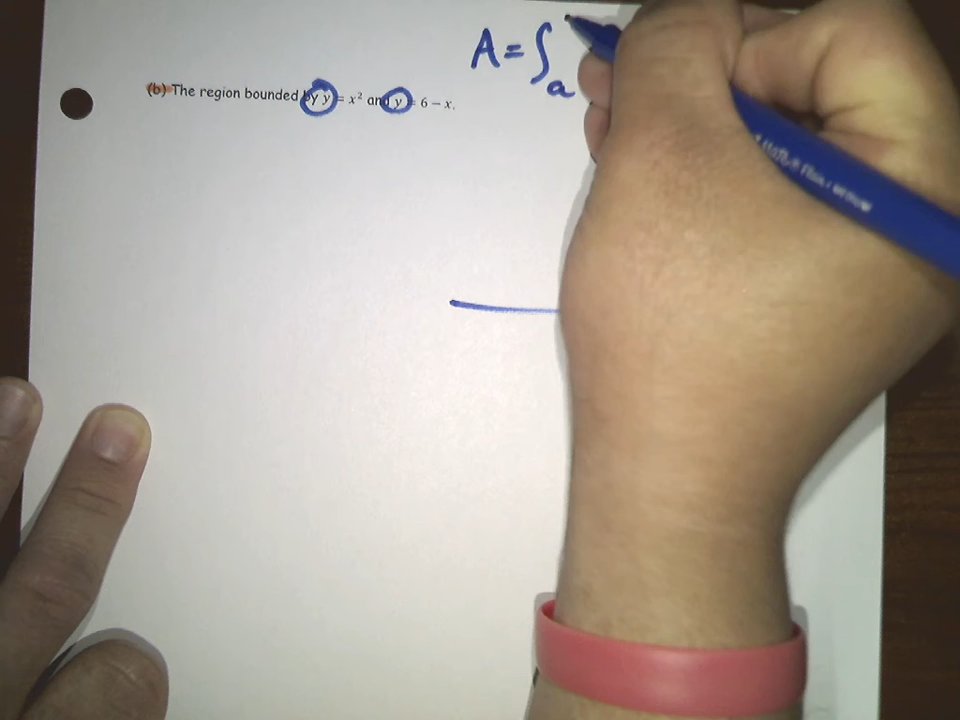 A = ∫ₐ
(b) The region bounded by y = x² and y = 6 − x.